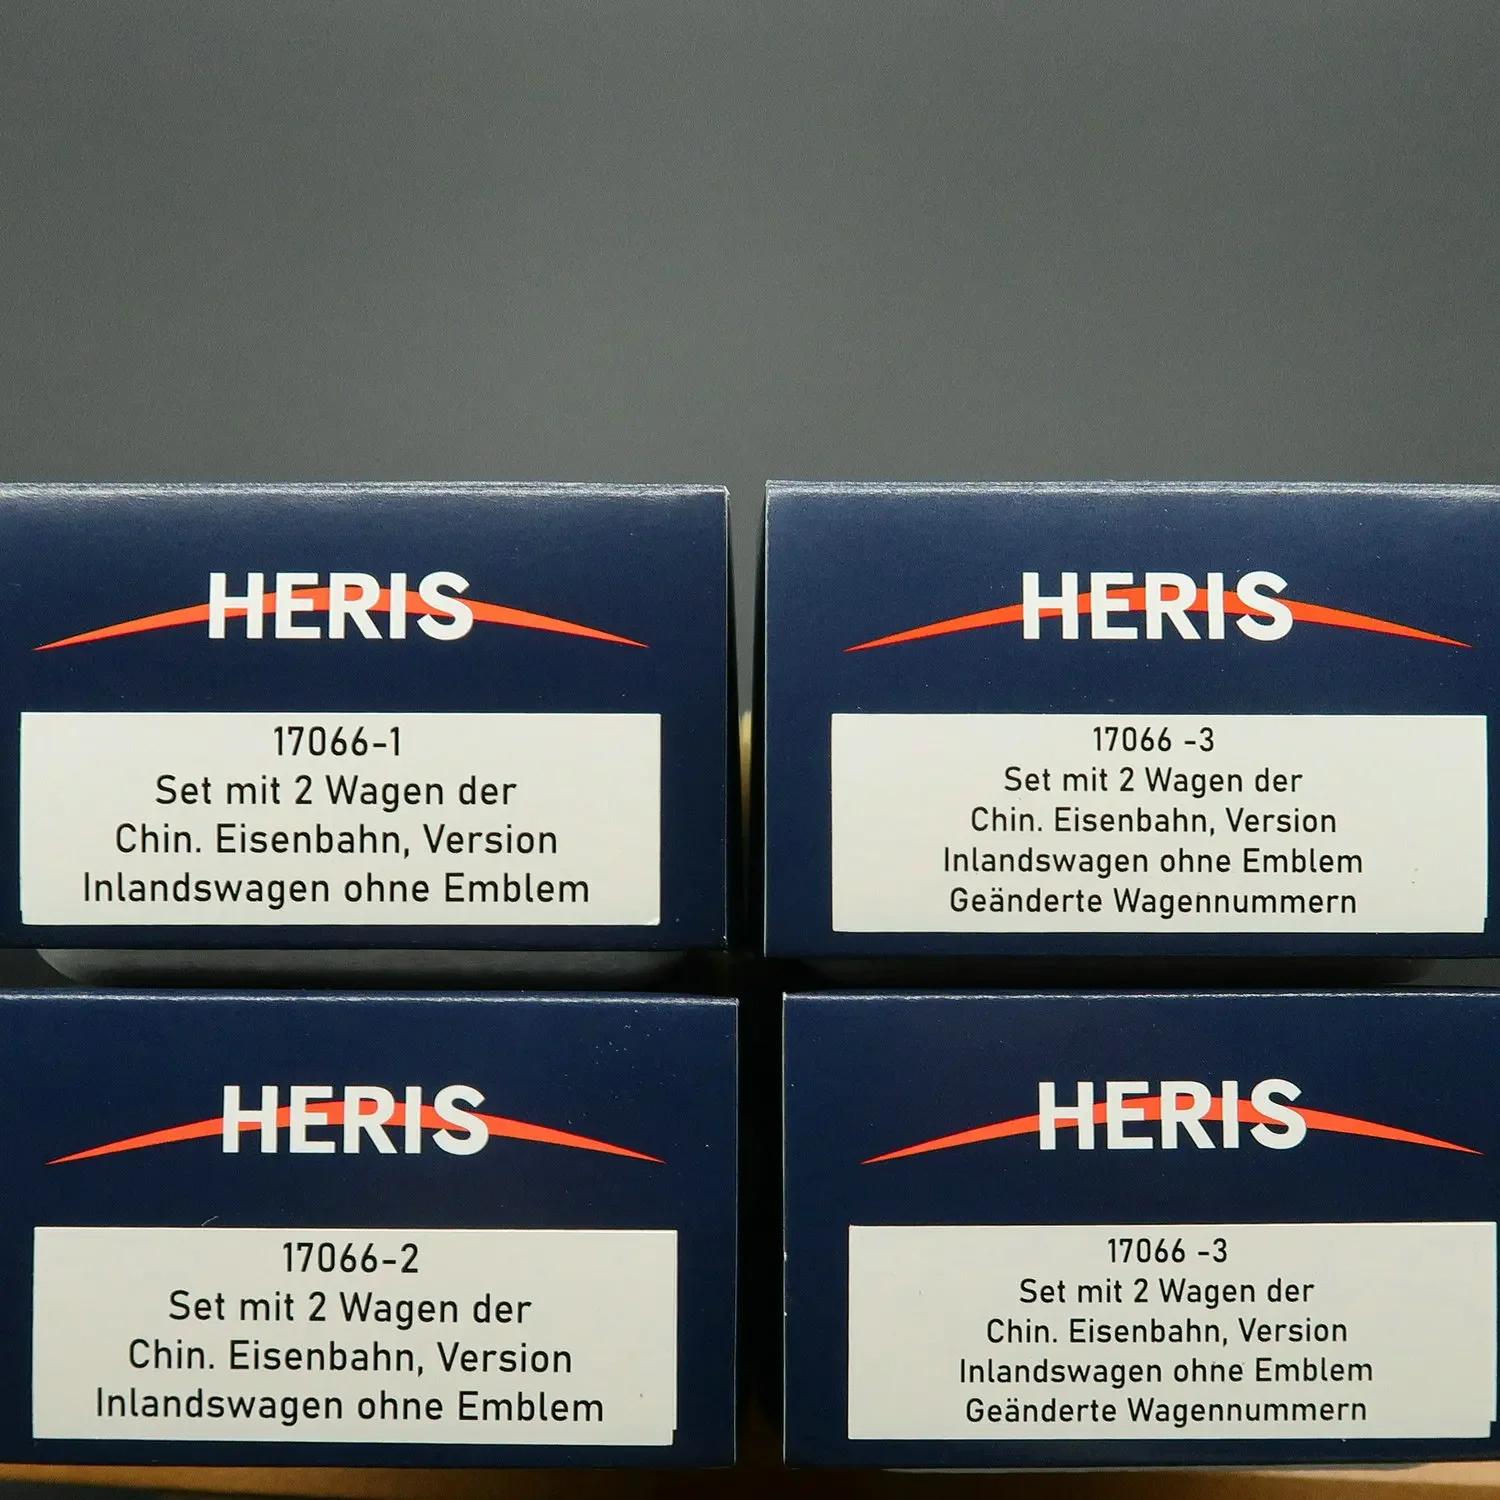 HERIS
17066-1
Set mit 2 Wagen der
Chin. Eisenbahn, Version
Inlandswagen ohne Emblem
HERIS
17066 -3
Set mit 2 Wagen der
Chin. Eisenbahn, Version
Inlandswagen ohne Emblem
Geänderte Wagennummern
HERIS
17066-2
Set mit 2 Wagen der
Chin. Eisenbahn, Version
Inlandswagen ohne Emblem
HERIS
17066 -3
Set mit 2 Wagen der
Chin. Eisenbahn, Version
Inlandswagen ohne Emblem
Geänderte Wagennummern